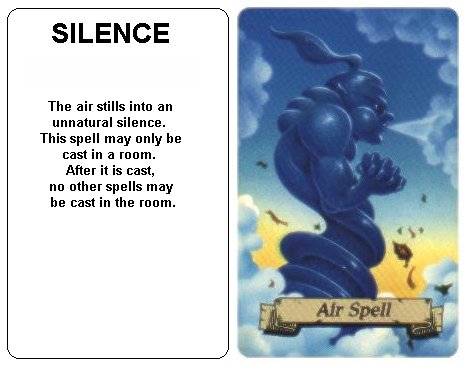 SILENCE
The air stills into an
unnatural silence.
This spell may only be
cast in a room.
After it is cast,
no other spells may
be cast in the room.
Air Spell